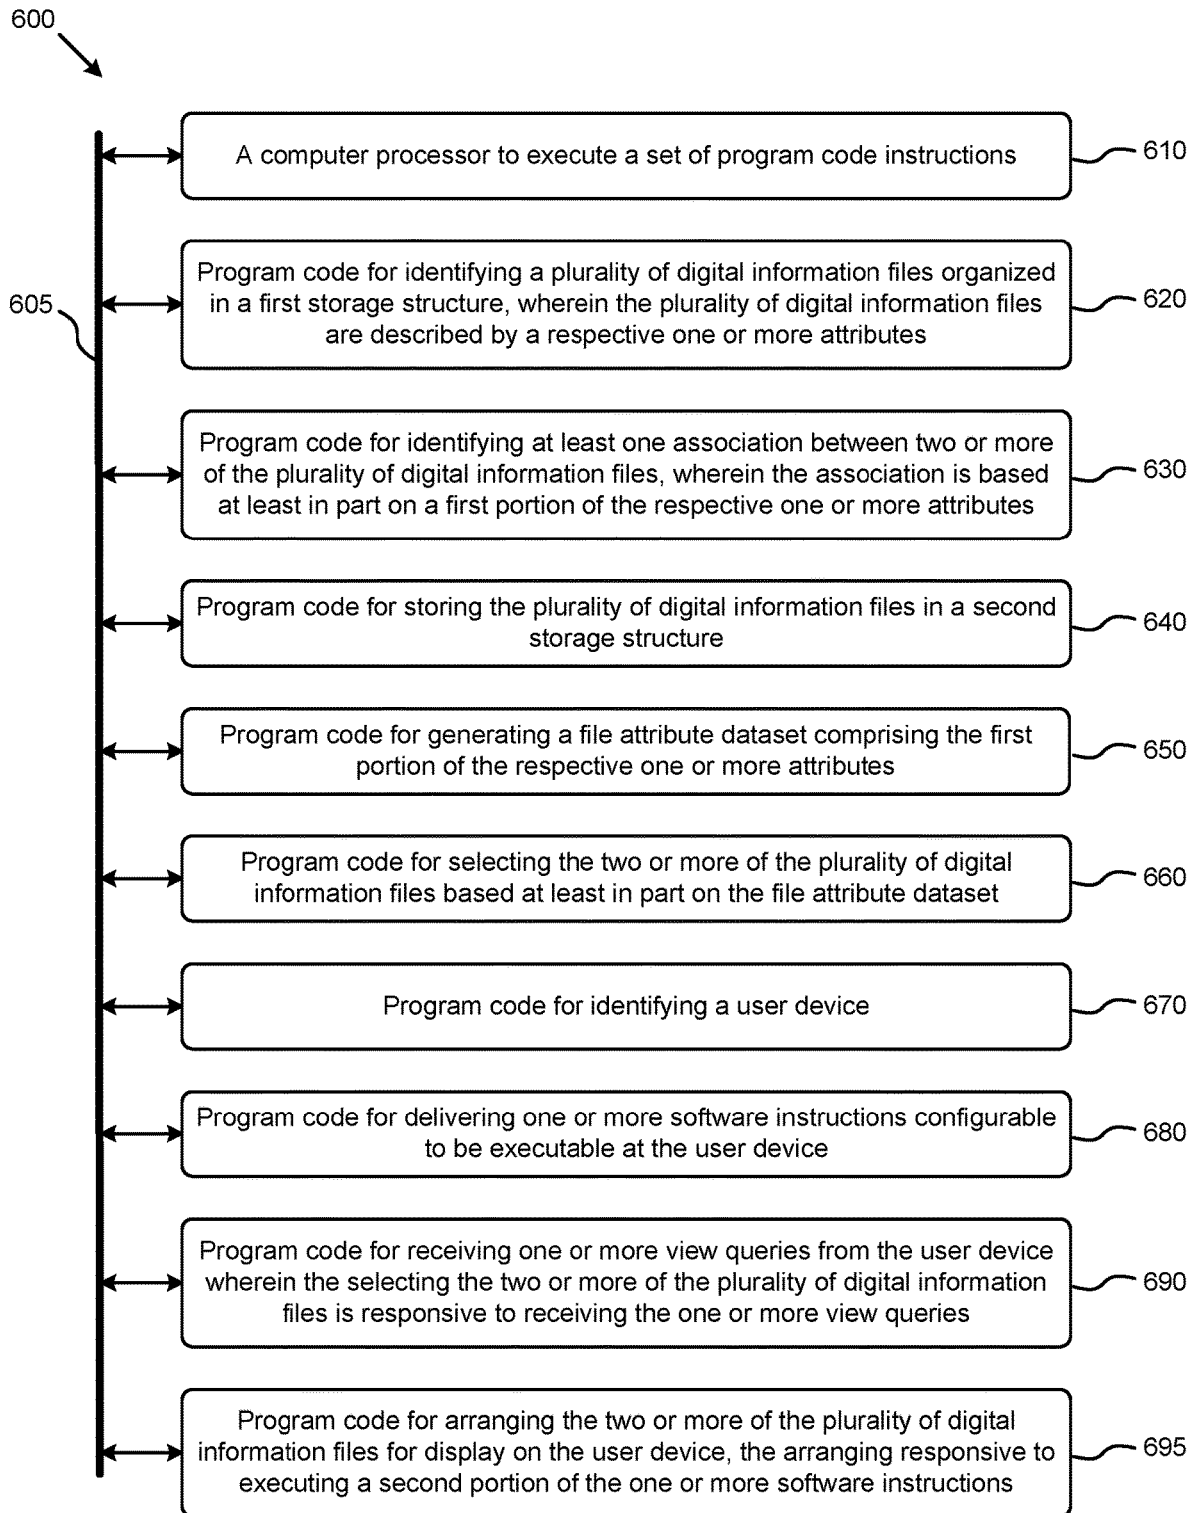 600
A computer processor to execute a set of program code instructions
610
Program code for identifying a plurality of digital information files organized
in a first storage structure, wherein the plurality of digital information files
are described by a respective one or more attributes
620
605
Program code for identifying at least one association between two or more
of the plurality of digital information files, wherein the association is based
at least in part on a first portion of the respective one or more attributes
630
Program code for storing the plurality of digital information files in a second
storage structure
640
Program code for generating a file attribute dataset comprising the first
portion of the respective one or more attributes
650
Program code for selecting the two or more of the plurality of digital
information files based at least in part on the file attribute dataset
660
Program code for identifying a user device
670
Program code for delivering one or more software instructions configurable
to be executable at the user device
680
Program code for receiving one or more view queries from the user device
wherein the selecting the two or more of the plurality of digital information
files is responsive to receiving the one or more view queries
690
Program code for arranging the two or more of the plurality of digital
information files for display on the user device, the arranging responsive to
executing a second portion of the one or more software instructions
695